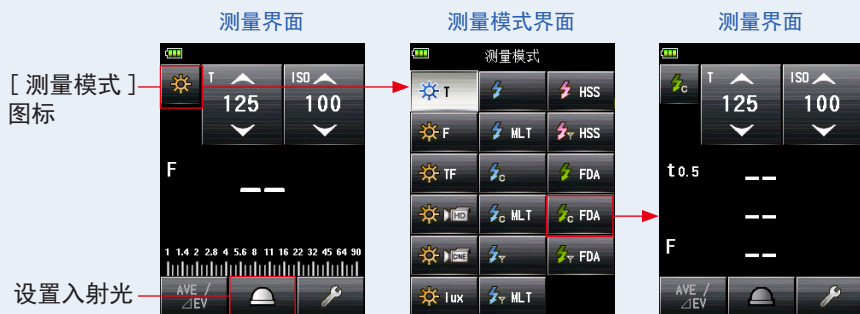 测量界面
测量模式界面
测量界面
[ 测量模式 ]
图标
设置入射光
T
125
ISO
100
F
-- 
1 1.4 2 2.8 4 5.6 8 11 16 22 32 45 64 90
AVE /
⊿EV
测量模式
T
HSS
F
MLT
HSS
TF
C
FDA
HD
C MLT
C FDA
CINE
FDA
lux
MLT
C
T
125
ISO
100
t0.5
--
--
F
--
AVE /
⊿EV